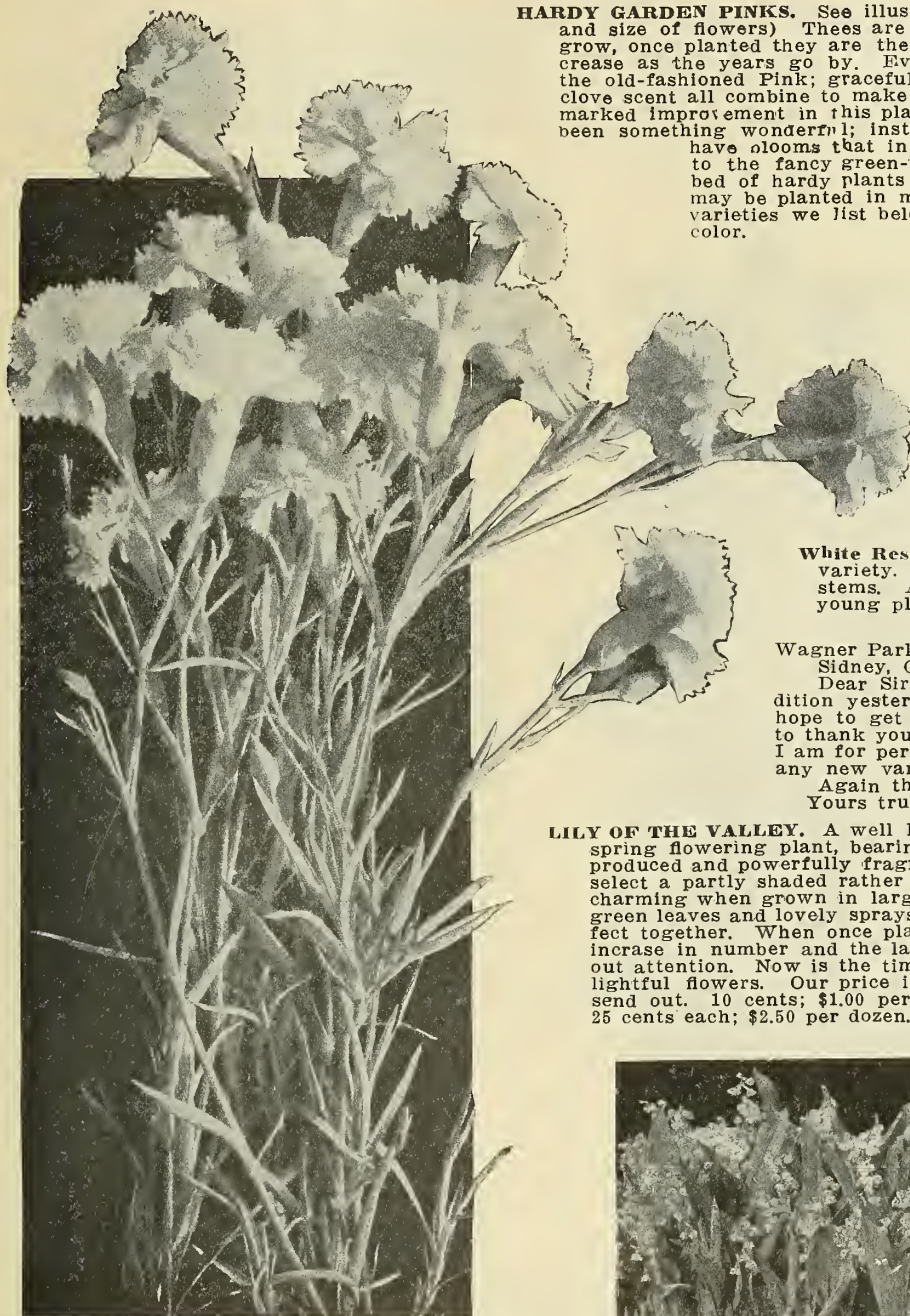 HARDY GARDEN PINKS. See illus
and size of flowers) Thees are
grow, once planted they are the
crease as the years go by. Ev
the old-fashioned Pink; graceful
clove scent all combine to make
marked improvement in this pla
been something wonderful; inst
have blooms that in
to the fancy green-
bed of hardy plants
may be planted in m
varieties we list bel
color.
White Res
variety.
stems. A
young pl
Wagner Park
Sidney, O
Dear Sir
dition yester
hope to get
to thank you
I am for per
any new var
Again th
Yours tru
LILY OF THE VALLEY. A well k
spring flowering plant, bearin
produced and powerfully fragr
select a partly shaded rather
charming when grown in larg
green leaves and lovely sprays
fect together. When once pla
incrase in number and the la
out attention. Now is the tim
lightful flowers. Our price i
send out. 10 cents; $1.00 per
25 cents each; $2.50 per dozen.